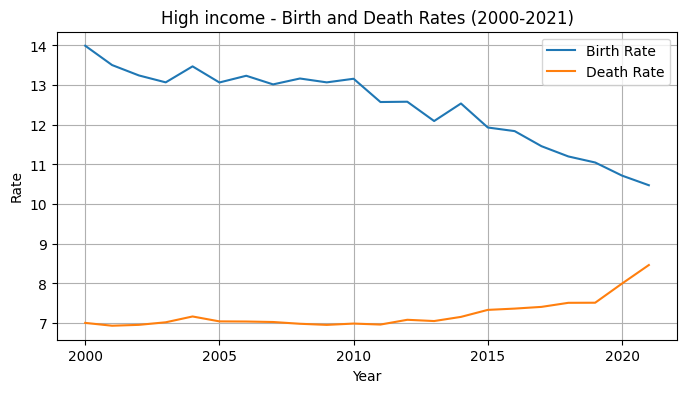 High income - Birth and Death Rates (2000-2021)
14
13
12
11
10
9
8
7
Rate
Birth Rate
Death Rate
2000
2005
2010
2015
2020
Year